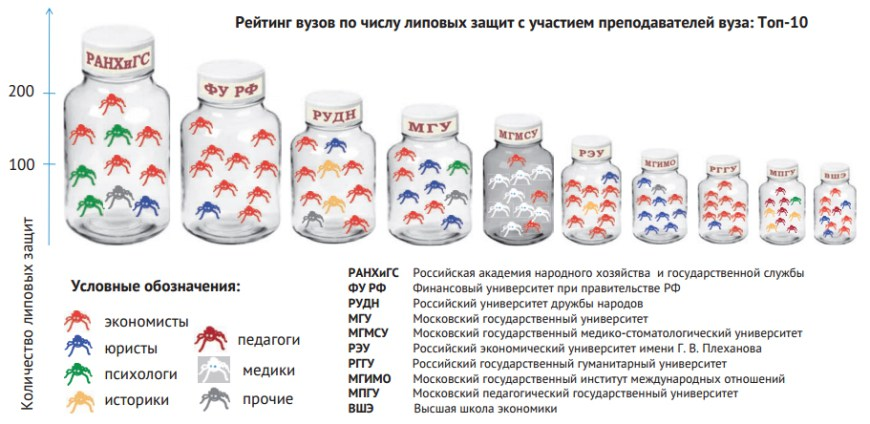 Рейтинг вузов по числу липовых защит с участием преподавателей вуза: Топ-10
200
100
Количество липовых защит
РАНХиГС
ФУ РФ
РУДН
МГУ
МГМСУ
РЭУ
МГИМО
РГГУ
МПГУ
ВШЭ
Условные обозначения:
экономисты
юристы
психологи
историки
педагоги
медики
прочие
РАНХиГС Российская академия народного хозяйства и государственной службы
ФУ РФ Финансовый университет при правительстве РФ
РУДН Российский университет дружбы народов
МГУ Московский государственный университет
МГМСУ Московский государственный медико-стоматологический университет
РЭУ Российский экономический университет имени Г. В. Плеханова
РГГУ Российский государственный гуманитарный университет
МГИМО Московский государственный институт международных отношений
МПГУ Московский педагогический государственный университет
ВШЭ Высшая школа экономики